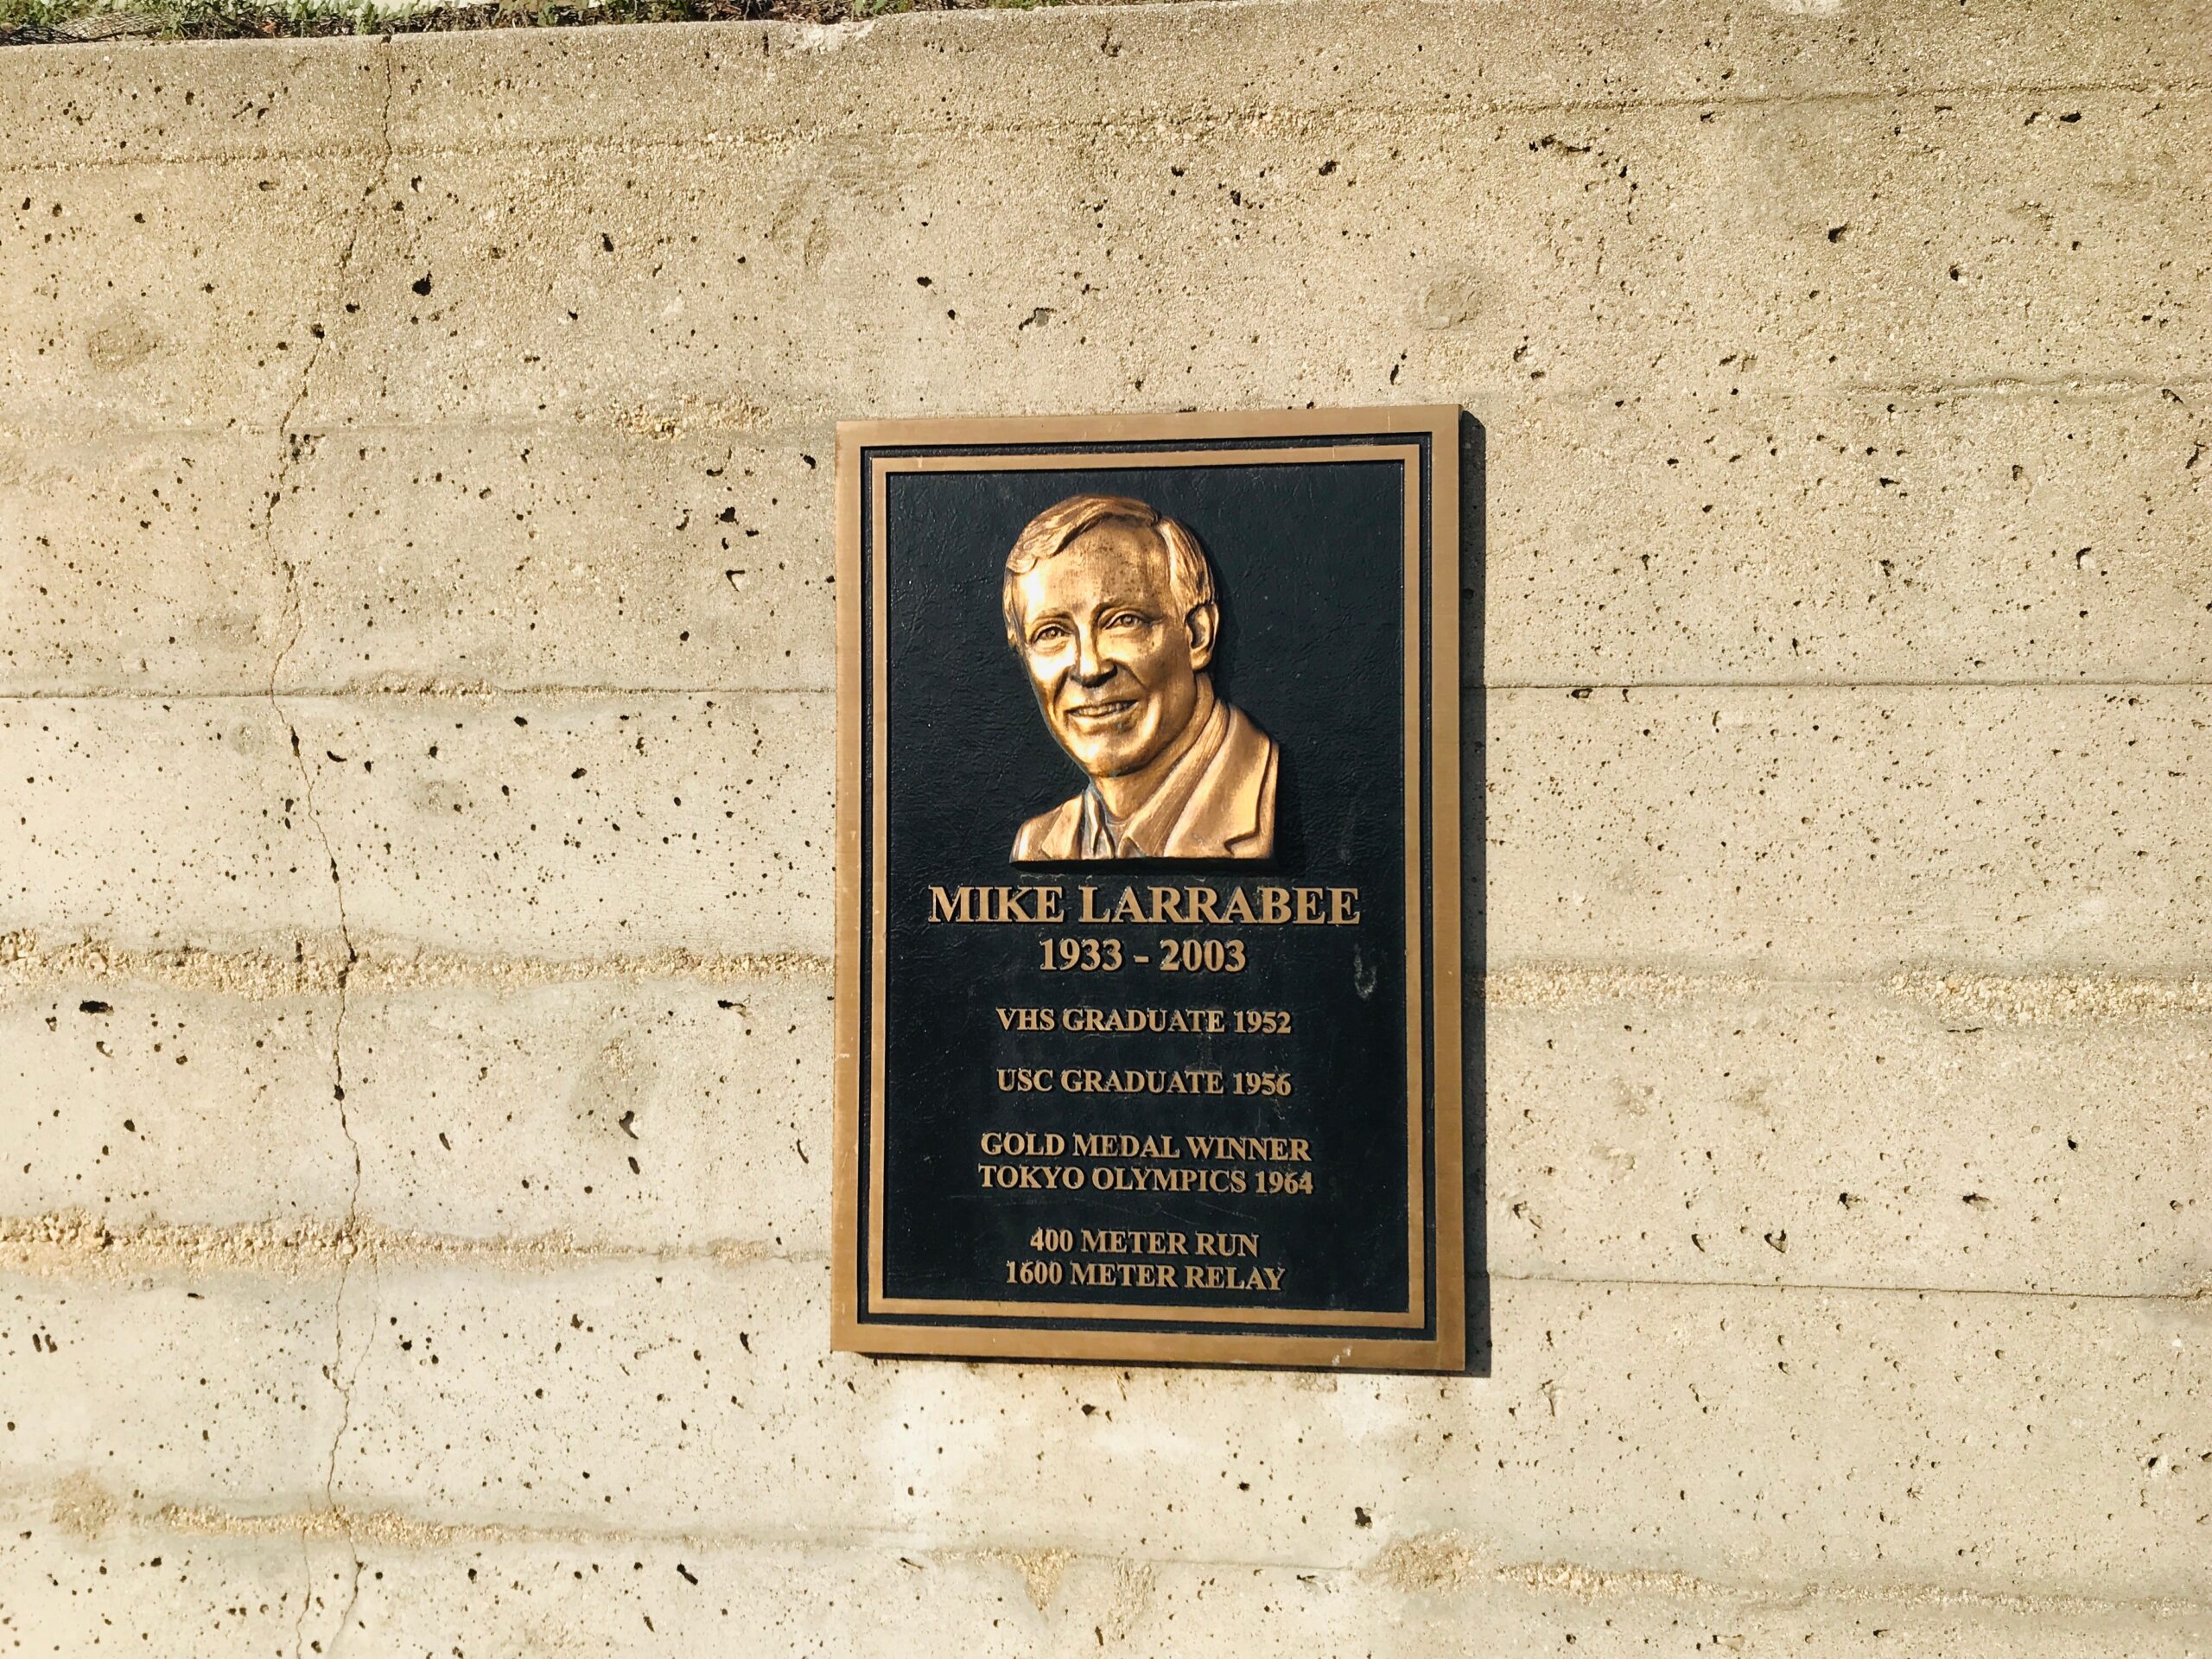 MIKE LARRABEE
1933 - 2003
VHS GRADUATE 1952
USC GRADUATE 1956
GOLD MEDAL WINNER
TOKYO OLYMPICS 1964
400 METER RUN
1600 METER RELAY